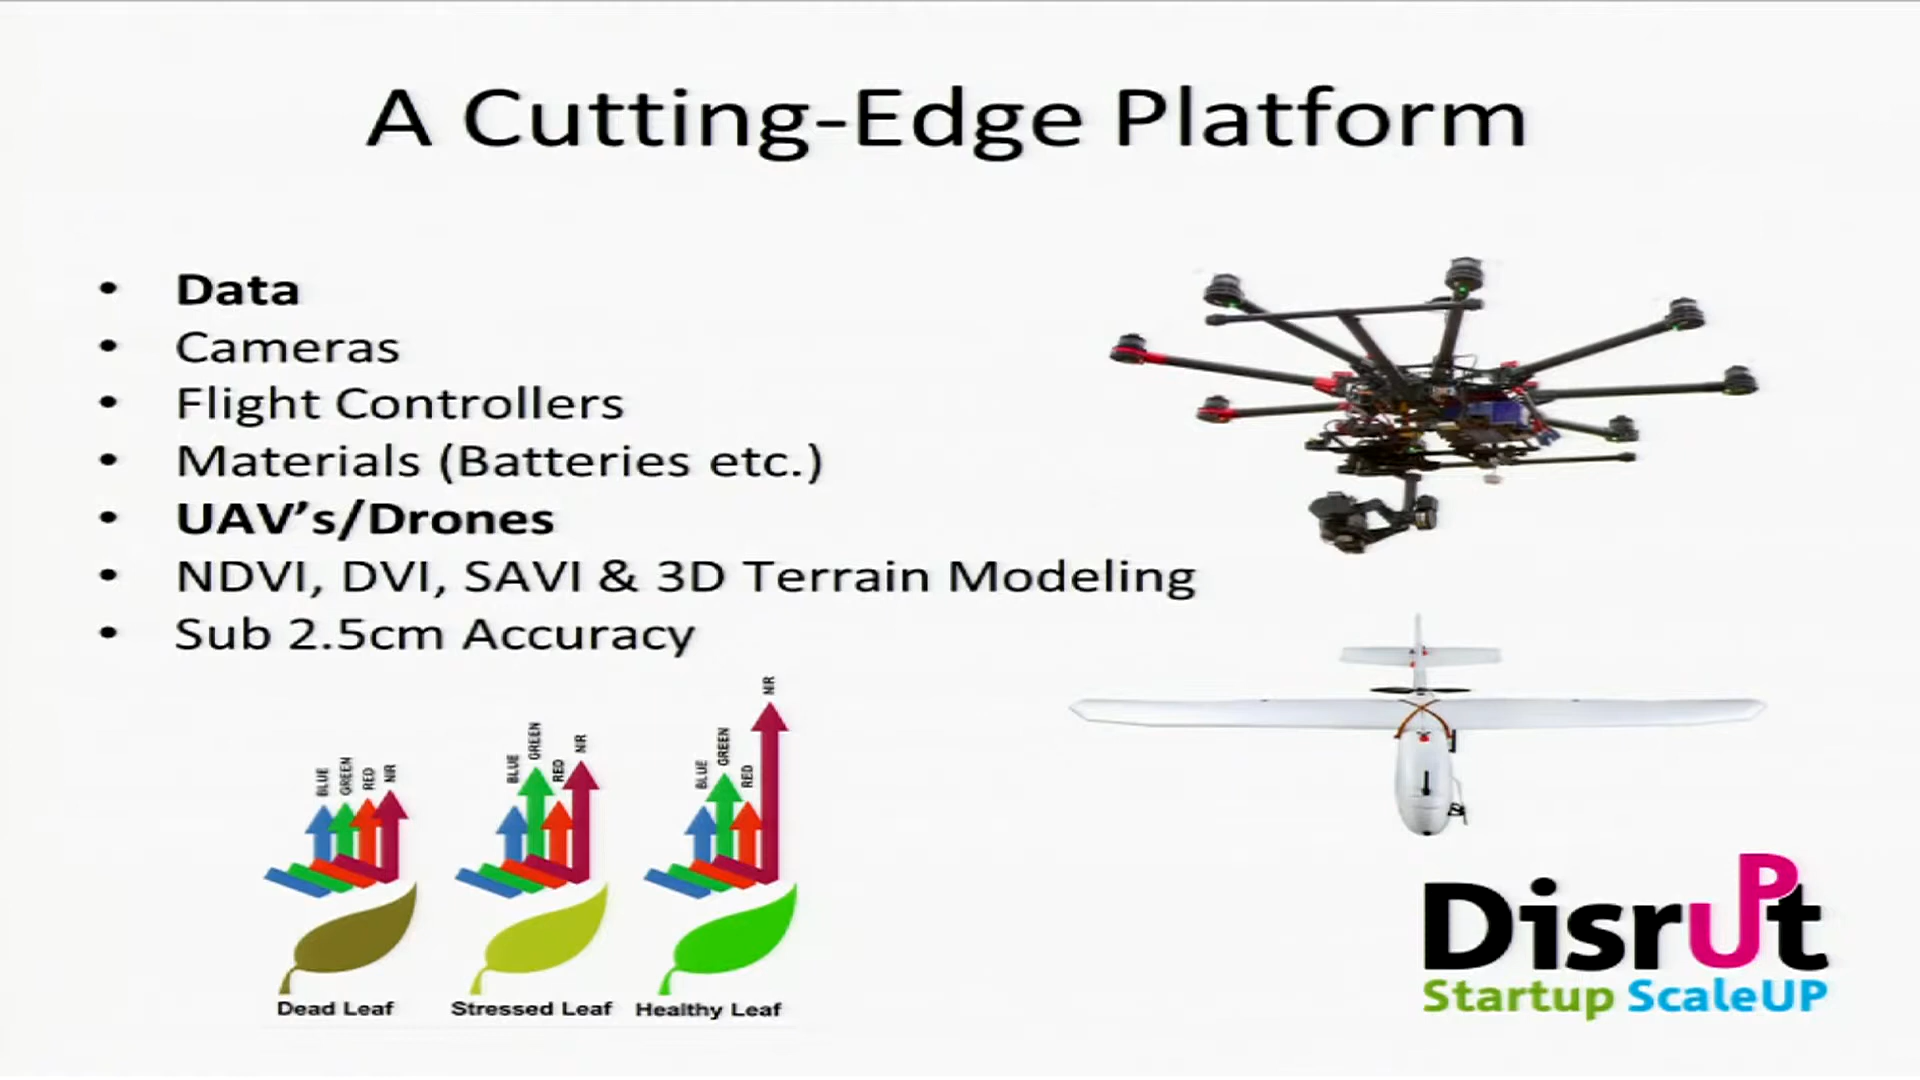 A Cutting-Edge Platform
• Data
• Cameras
• Flight Controllers
• Materials (Batteries etc.)
• UAV's/Drones
• NDVI, DVI, SAVI & 3D Terrain Modeling
• Sub 2.5cm Accuracy
BLUE GREEN RED NIR
BLUE GREEN RED NIR
BLUE GREEN RED NIR
Dead Leaf Stressed Leaf Healthy Leaf
DisrUPt
Startup ScaleUP